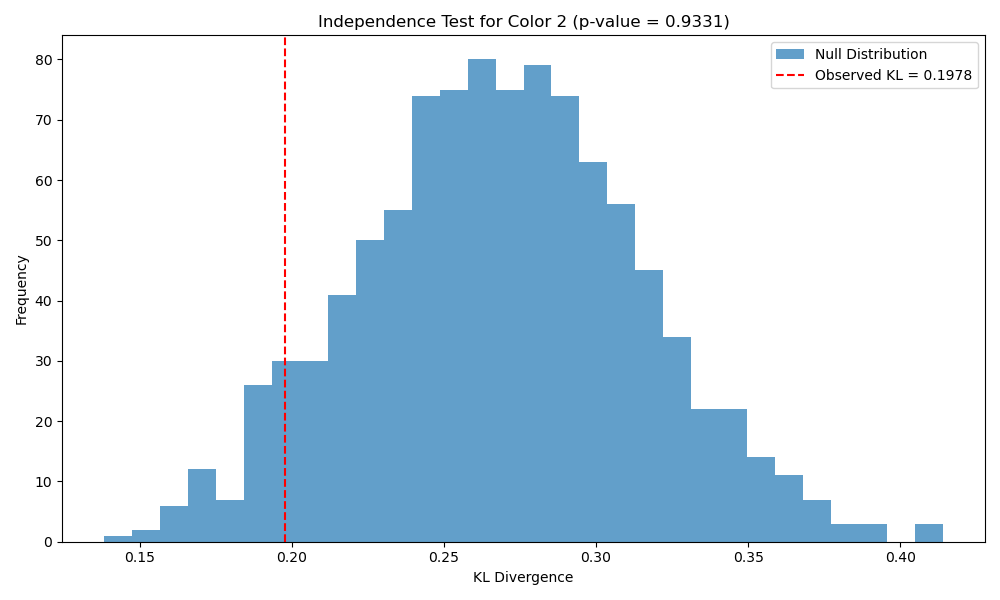 Independence Test for Color 2 (p-value = 0.9331)
Null Distribution
Observed KL = 0.1978
Frequency
80
70
60
50
40
30
20
10
0
0.15 0.20 0.25 0.30 0.35 0.40
KL Divergence